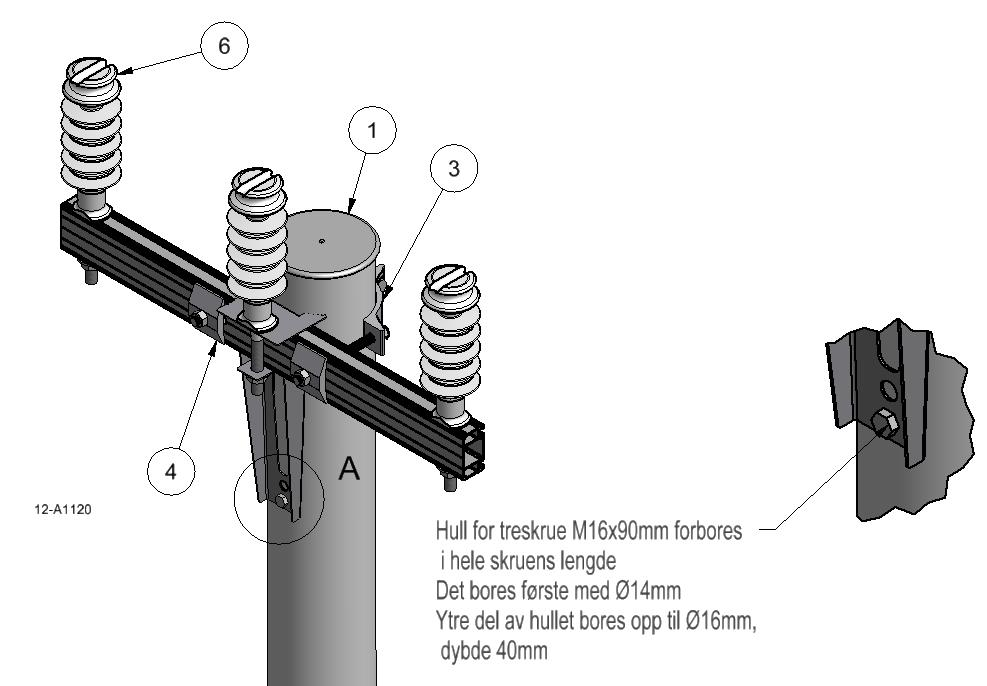 6
1
3
4
A
12-A1120
Hull for treskrue M16x90mm forbores
i hele skruens lengde
Det bores første med Ø14mm
Ytre del av hullet bores opp til Ø16mm,
dybde 40mm